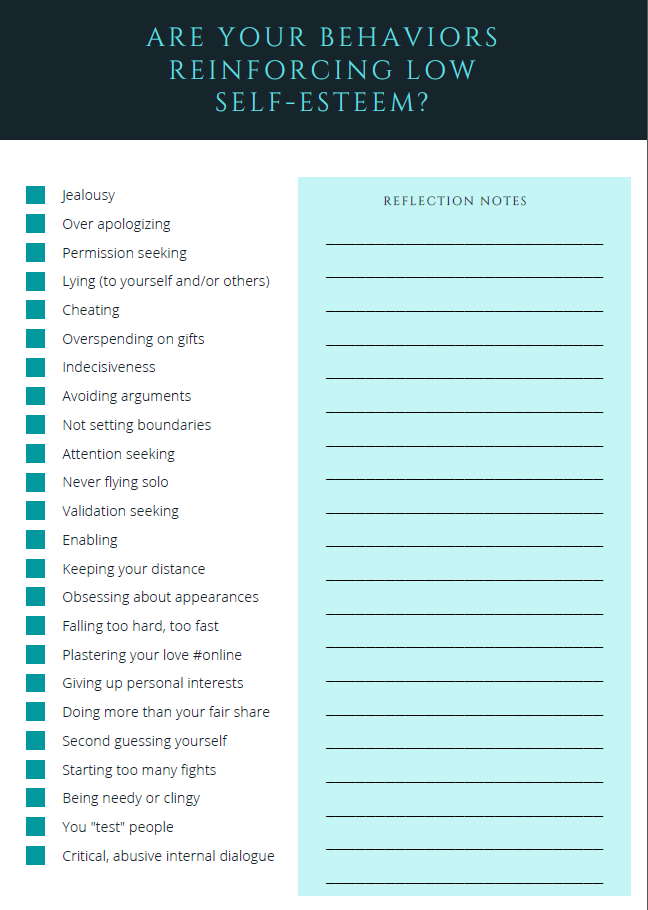 ARE YOUR BEHAVIORS
REINFORCING LOW
SELF-ESTEEM?
Jealousy
Over apologizing
Permission seeking
Lying (to yourself and/or others)
Cheating
Overspending on gifts
Indecisiveness
Avoiding arguments
Not setting boundaries
Attention seeking
Never flying solo
Validation seeking
Enabling
Keeping your distance
Obsessing about appearances
Falling too hard, too fast
Plastering your love #online
Giving up personal interests
Doing more than your fair share
Second guessing yourself
Starting too many fights
Being needy or clingy
You "test" people
Critical, abusive internal dialogue
REFLECTION NOTES